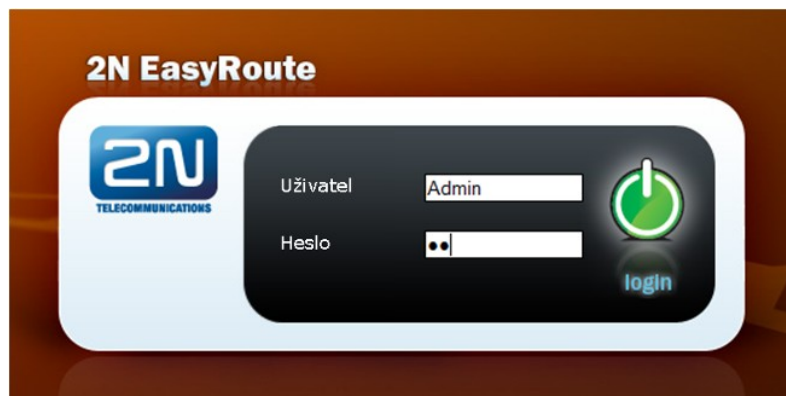 2N EasyRoute
2N
TELECOMMUNICATIONS
Uživatel
Admin
Heslo
••
login